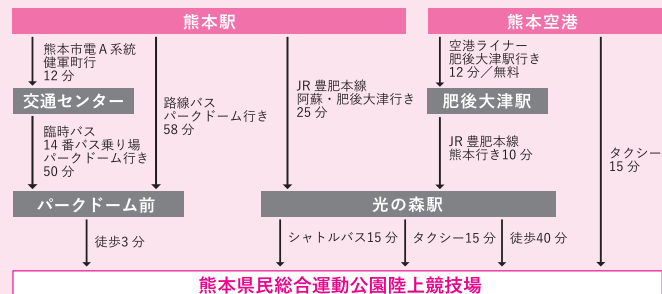 熊本駅
熊本空港
熊本市電A系統
健軍町行
12分
路線バス
パークドーム行き
58分
JR豊肥本線
阿蘇・肥後大津行き
25分
空港ライナー
肥後大津駅行き
12分／無料
タクシー
15分
交通センター
肥後大津駅
臨時バス
14番バス乗り場
パークドーム行き
50分
JR豊肥本線
熊本行き10分
パークドーム前
光の森駅
徒歩3分
シャトルバス15分
タクシー15分
徒歩40分
熊本県民総合運動公園陸上競技場